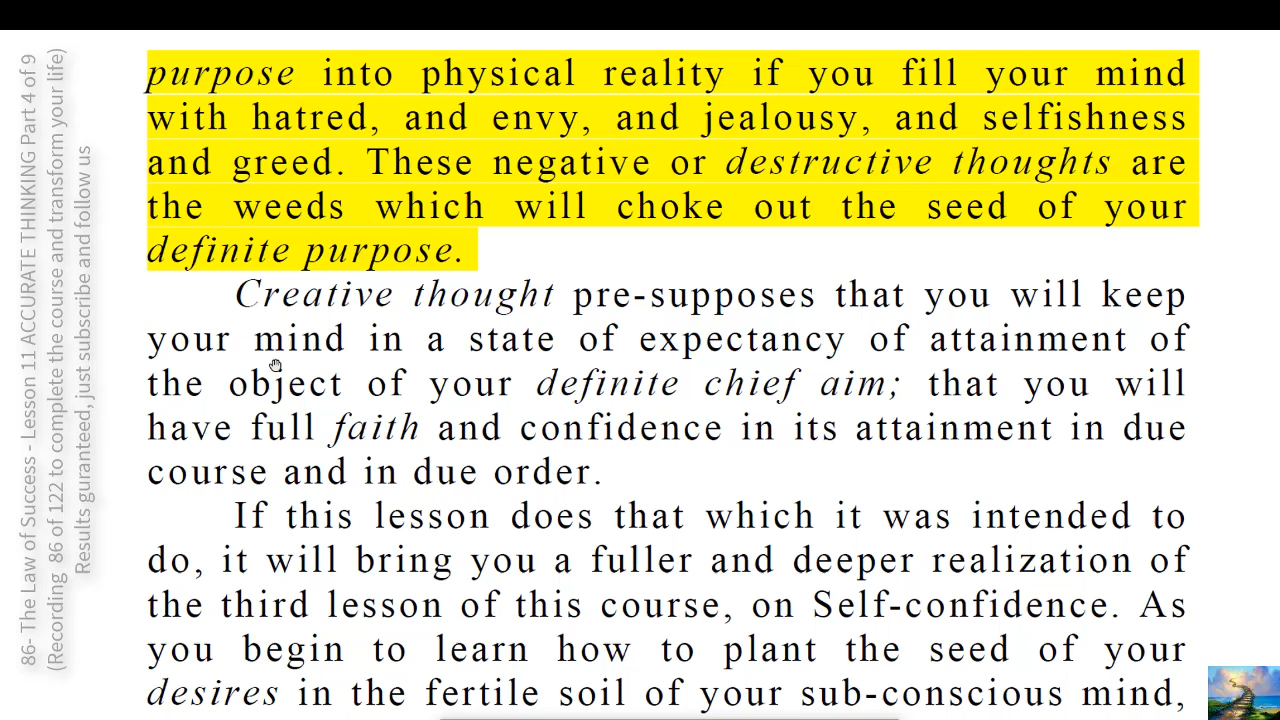 86- The Law of Success - Lesson 11 ACCURATE THINKING Part 4 of 9
(Recording 86 of 122 to complete the course and transform your life)
Results guranteed, just subscribe and follow us
purpose into physical reality if you fill your mind
with hatred, and envy, and jealousy, and selfishness
and greed. These negative or destructive thoughts are
the weeds which will choke out the seed of your
definite purpose.
Creative thought pre-supposes that you will keep
your mind in a state of expectancy of attainment of
the object of your definite chief aim; that you will
have full faith and confidence in its attainment in due
course and in due order.
If this lesson does that which it was intended to
do, it will bring you a fuller and deeper realization of
the third lesson of this course, on Self-confidence. As
you begin to learn how to plant the seed of your
desires in the fertile soil of your sub-conscious mind,